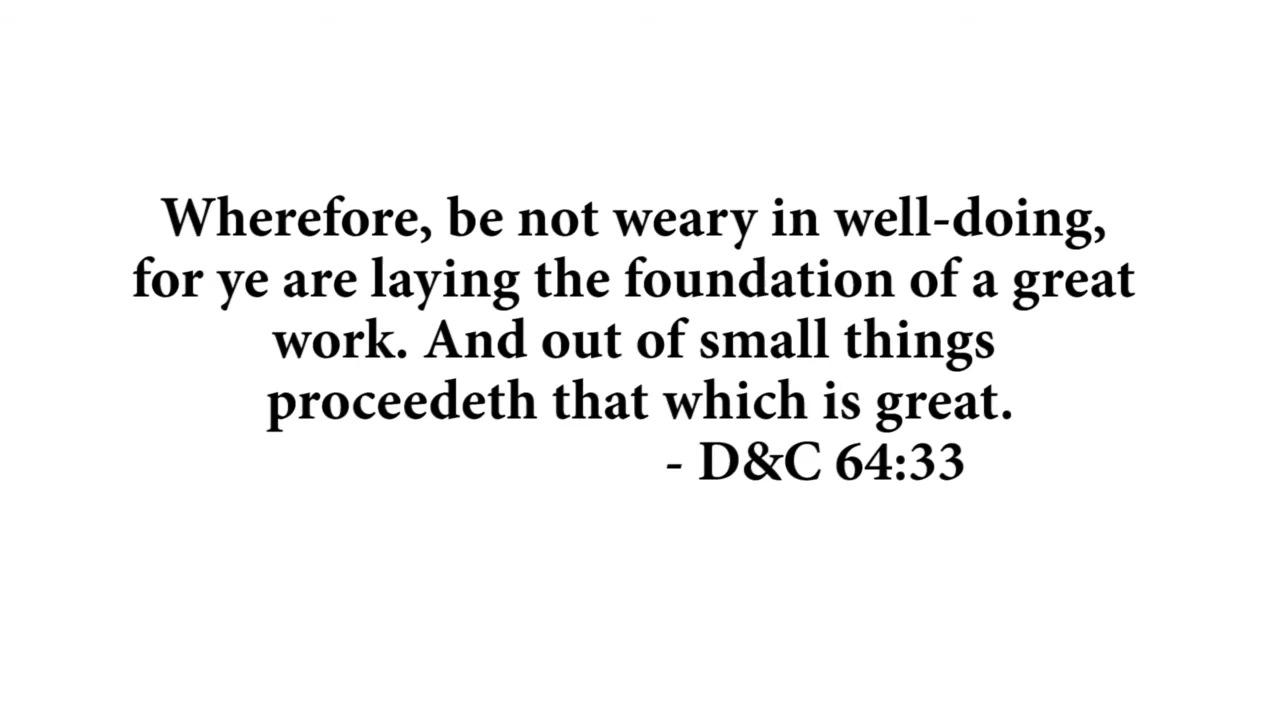 Wherefore, be not weary in well-doing,
for ye are laying the foundation of a great
work. And out of small things
proceedeth that which is great.
- D&C 64:33